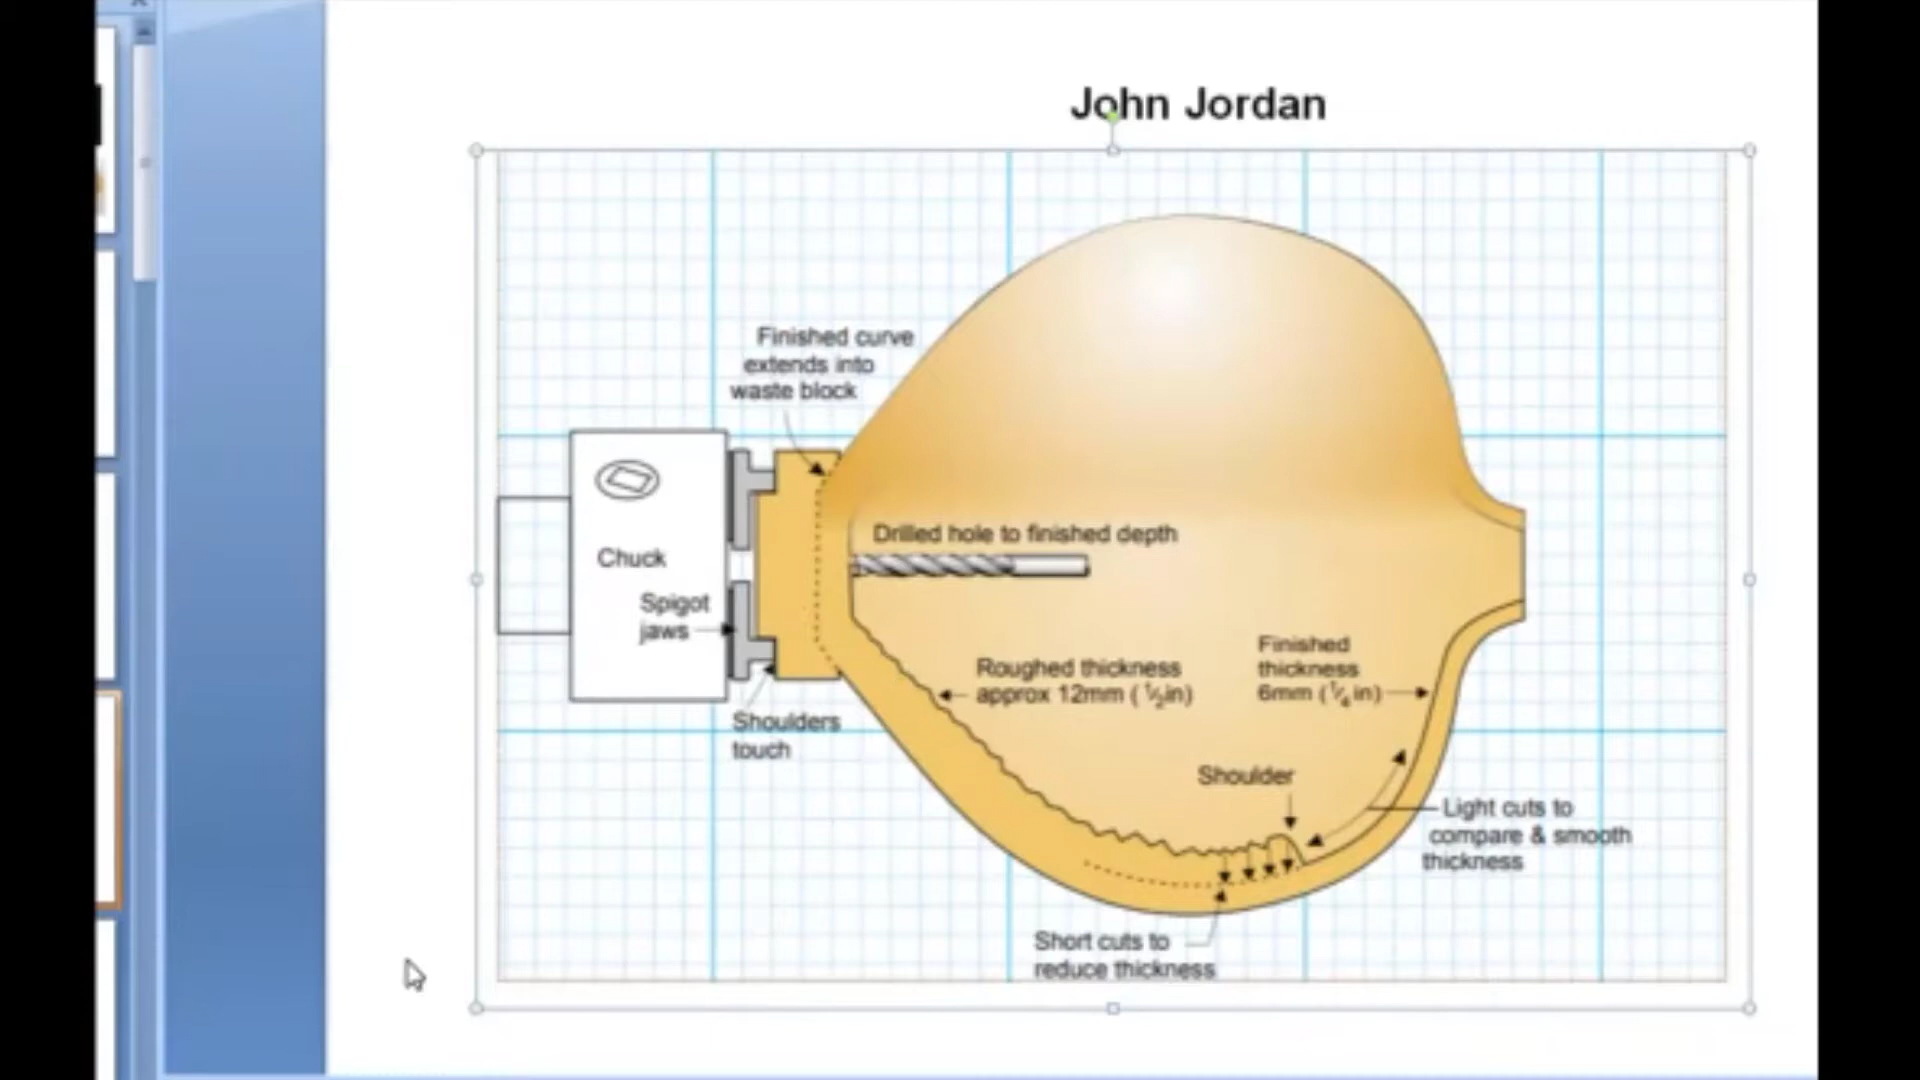 John Jordan
Finished curve
extends into
waste block
Drilled hole to finished depth
Chuck
Spigot
jaws
Finished
thickness
6mm (1/4 in)
Roughed thickness
approx 12mm ( 1/2in)
Shoulders
touch
Shoulder
Light cuts to
compare & smooth
thickness
Short cuts to
reduce thickness